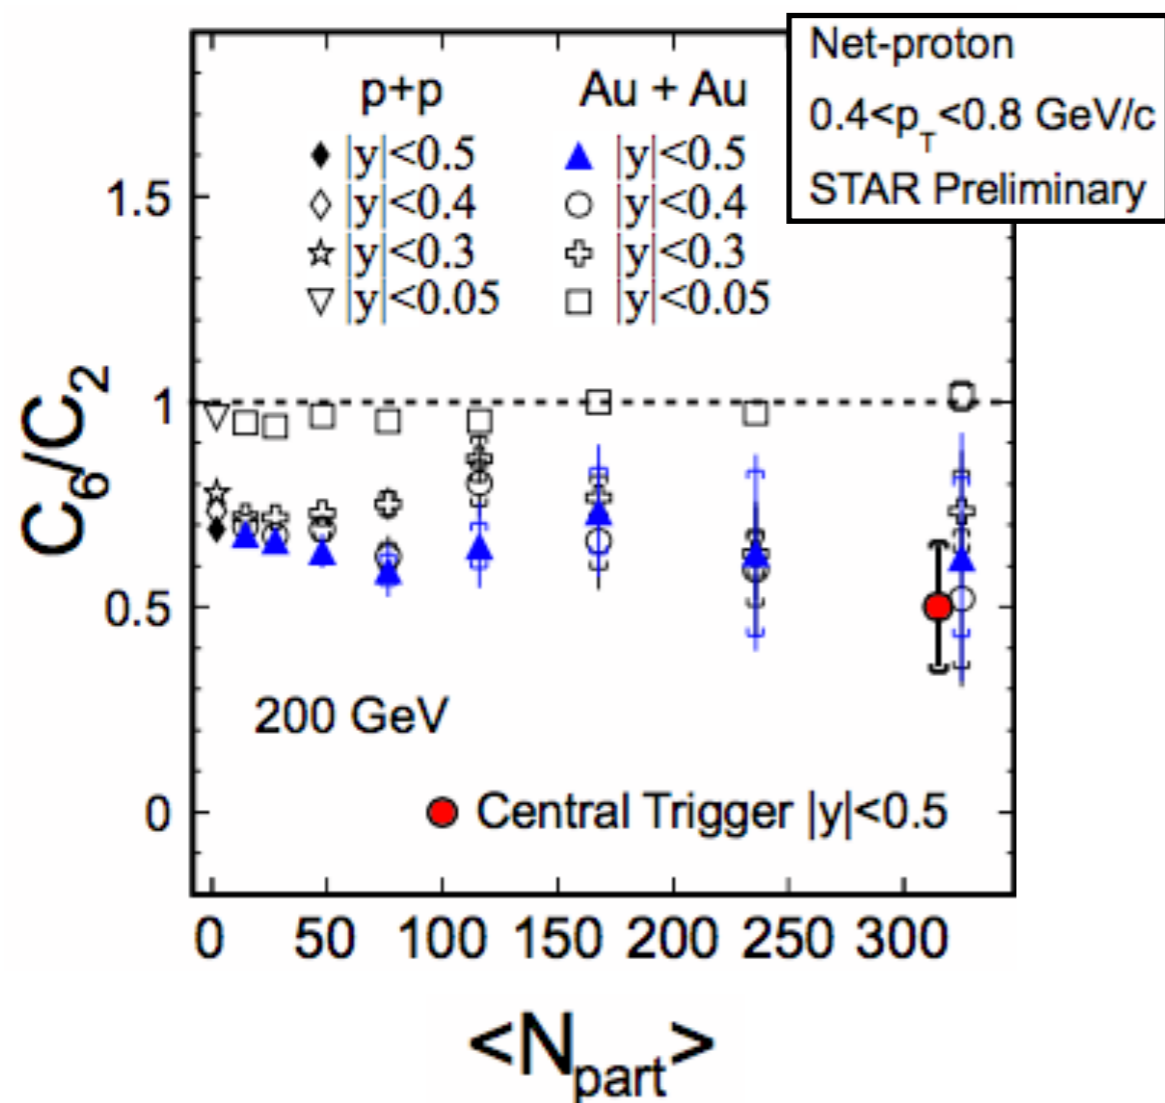 Net-proton
0.4<p_T<0.8 GeV/c
STAR Preliminary
p+p Au + Au
|y|<0.5 |y|<0.5
|y|<0.4 |y|<0.4
|y|<0.3 |y|<0.3
|y|<0.05 |y|<0.05
1.5
1
0.5
0
C_6/C_2
200 GeV
Central Trigger |y|<0.5
0 50 100 150 200 250 300
<N_part>